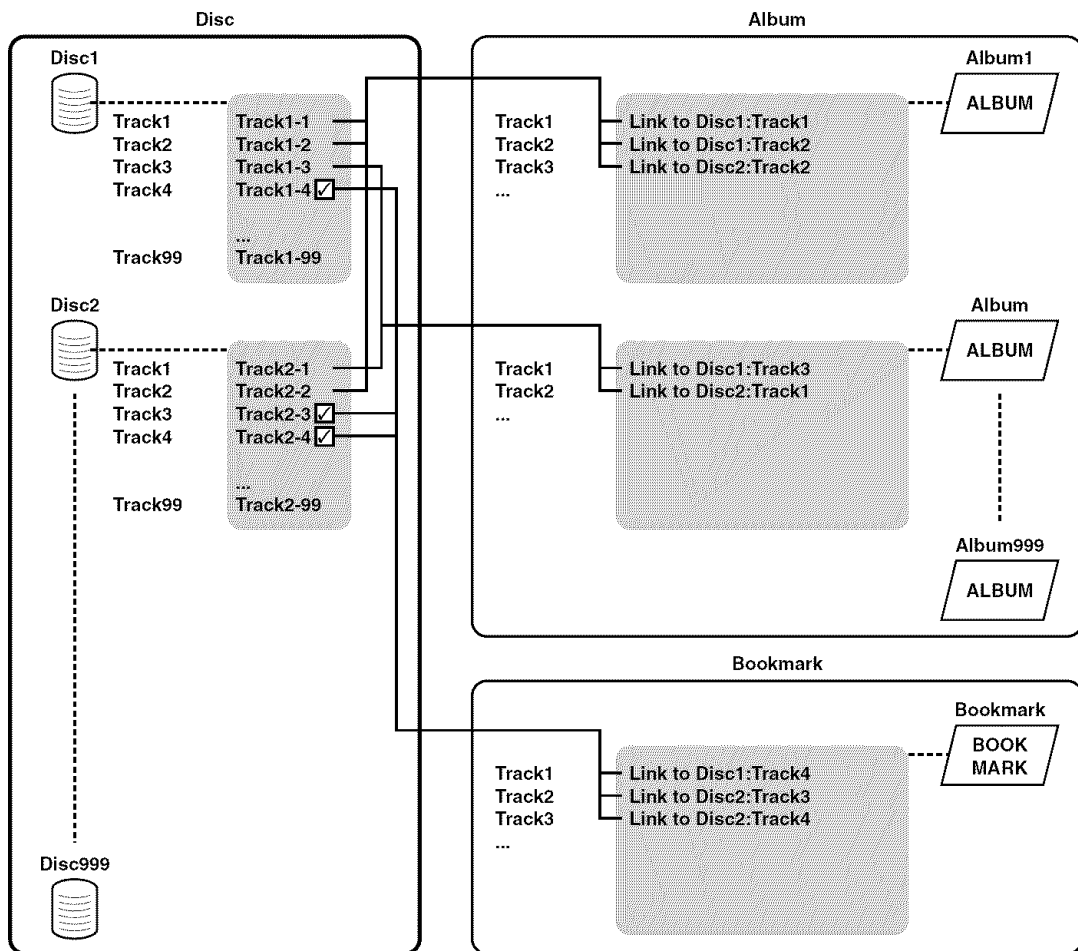 Disc
Disc1
Track1 Track1-1
Track2 Track1-2
Track3 Track1-3
Track4 Track1-4
...
Track99 Track1-99
Disc2
Track1 Track2-1
Track2 Track2-2
Track3 Track2-3
Track4 Track2-4
...
Track99 Track2-99
Disc999
Album
Album1
ALBUM
Track1 Link to Disc1:Track1
Track2 Link to Disc1:Track2
Track3 Link to Disc2:Track2
...
Album
ALBUM
Track1 Link to Disc1:Track3
Track2 Link to Disc2:Track1
...
Album999
ALBUM
Bookmark
Bookmark
BOOK
MARK
Track1 Link to Disc1:Track4
Track2 Link to Disc2:Track3
Track3 Link to Disc2:Track4
...